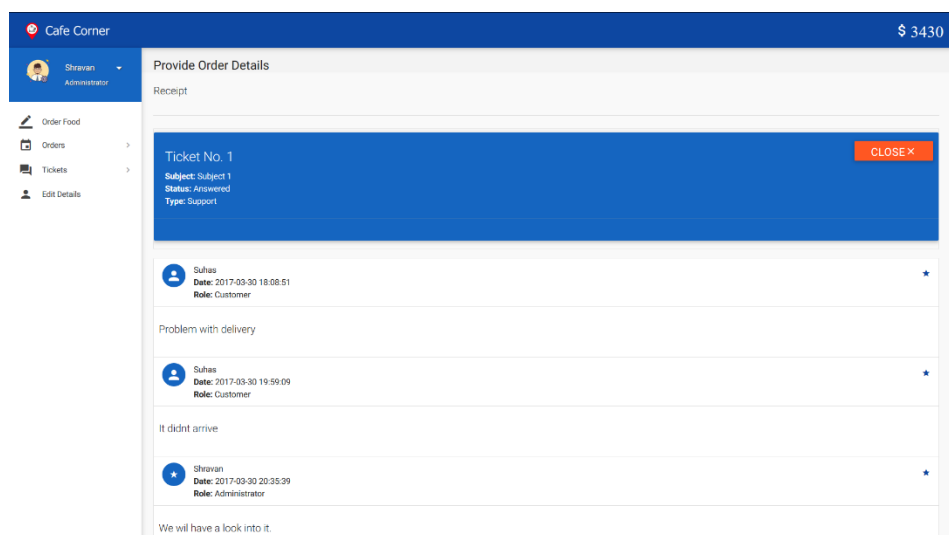 Cafe Corner
$ 3430
Shravan
Administrator
Order Food
Orders
Tickets
Edit Details
Provide Order Details
Receipt
Ticket No. 1
CLOSE×
Subject: Subject 1
Status: Answered
Type: Support
Suhas
Date: 2017-03-30 18:08:51
Role: Customer
Problem with delivery
Suhas
Date: 2017-03-30 19:59:09
Role: Customer
It didnt arrive
Shravan
Date: 2017-03-30 20:35:39
Role: Administrator
We wil have a look into it.